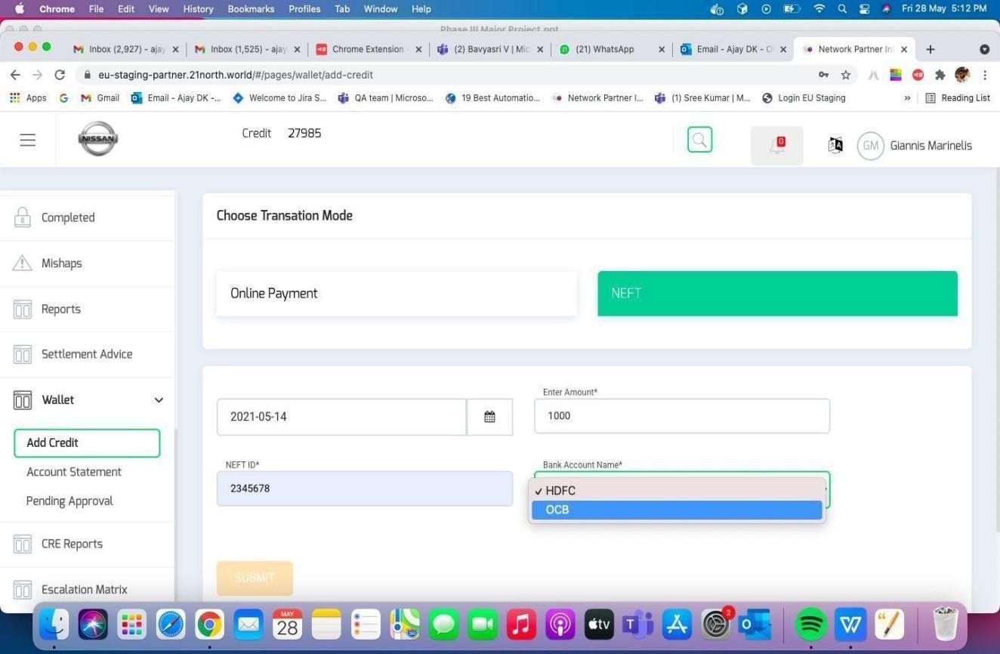 Chrome File Edit View History Bookmarks Profiles Tab Window Help Fri 28 May 5:12 PM
Phase III Major Project.ppt
Inbox (2,927) - ajay Inbox (1,525) - ajay Chrome Extension - (2) Bavyasri V | Mic (21) WhatsApp Email - Ajay DK - O Network Partner Int
eu-staging-partner.21north.world/#/pages/wallet/add-credit
Apps Gmail Email - Ajay DK -... Welcome to Jira S... QA team | Microso... 19 Best Automatio... Network Partner I... (1) Sree Kumar | M... Login EU Staging » Reading List
NISSAN
Credit 27985
0
GM Giannis Marinelis
Completed
Mishaps
Reports
Settlement Advice
Wallet
Add Credit
Account Statement
Pending Approval
CRE Reports
Escalation Matrix
Choose Transation Mode
Online Payment
NEFT
2021-05-14
Enter Amount*
1000
NEFT ID*
2345678
Bank Account Name*
✓ HDFC
OCB
SUBMIT
MAY
28
tv
2